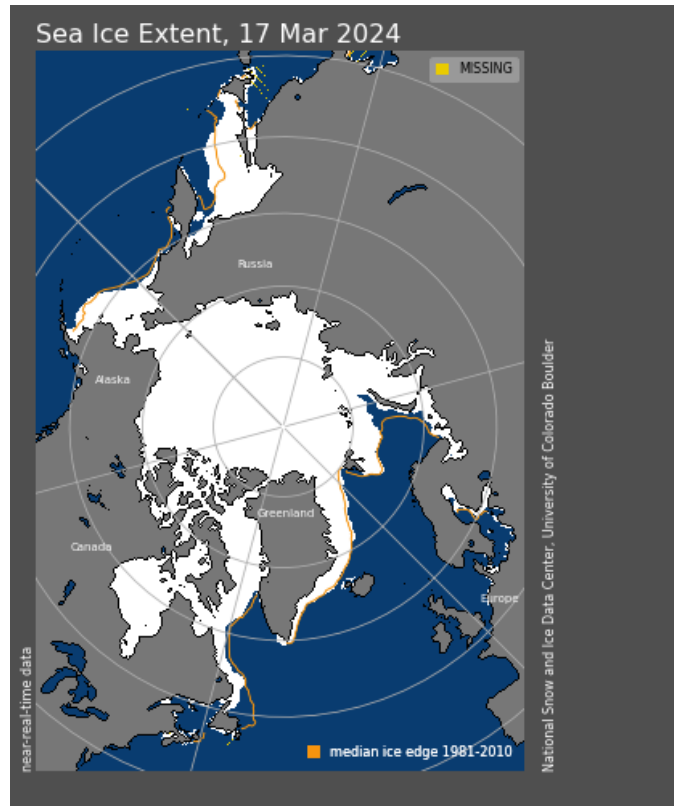 Sea Ice Extent, 17 Mar 2024
MISSING
Russia
Alaska
Greenland
Canada
Europe
near-real-time data
median ice edge 1981-2010
National Snow and Ice Data Center, University of Colorado Boulder